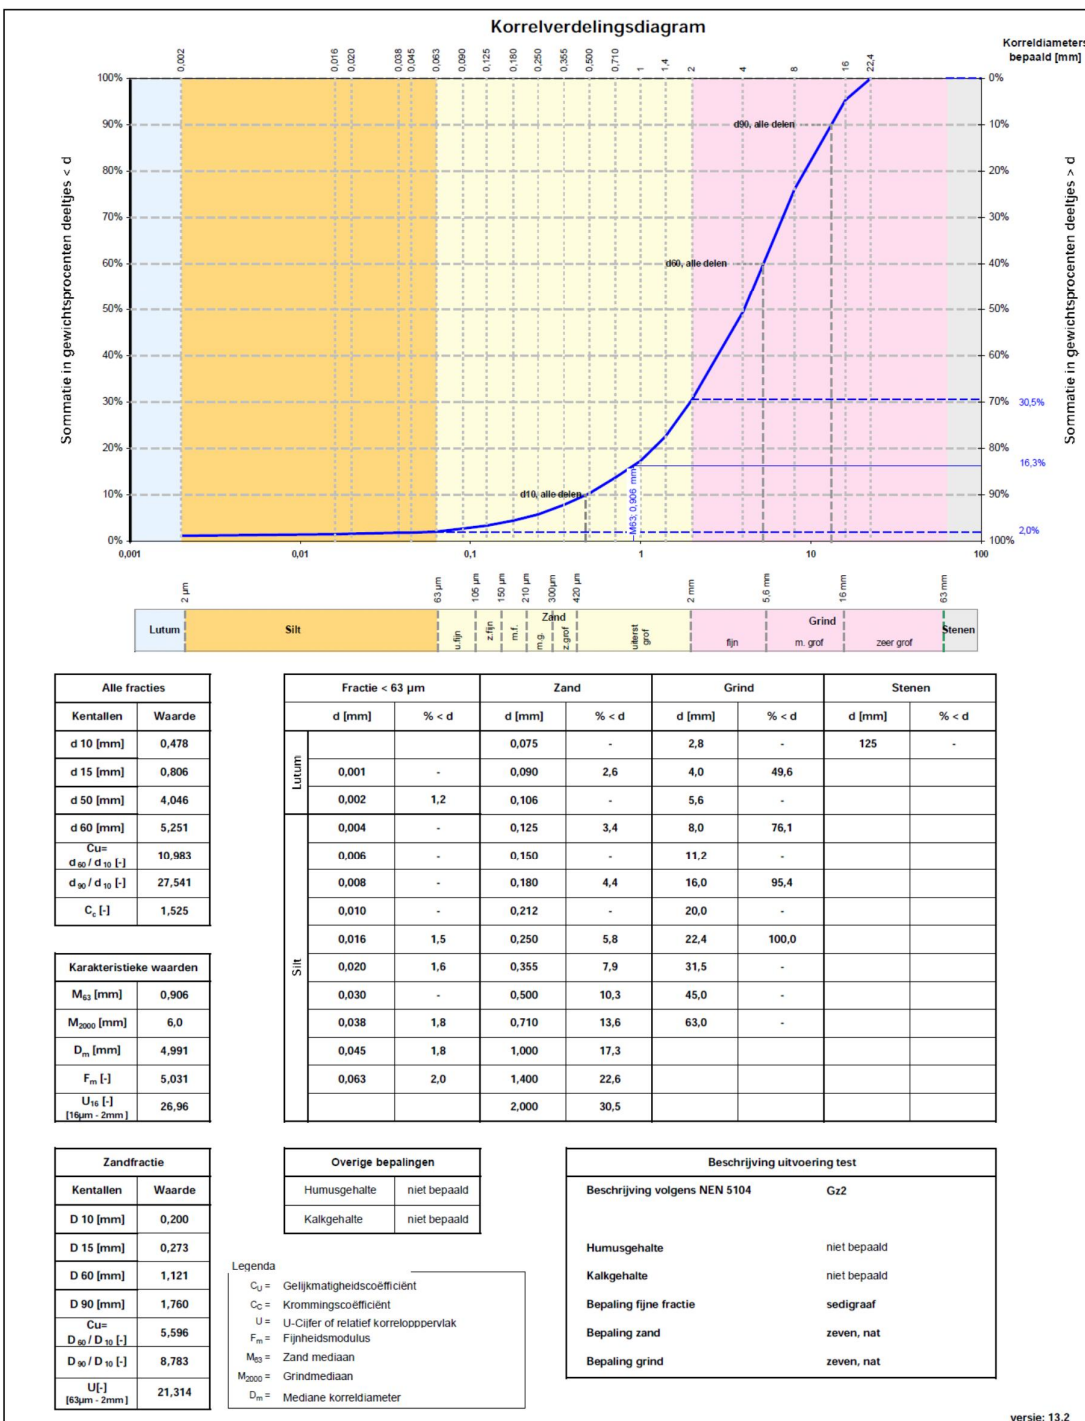 Korrelverdelingsdiagram
Korreldiameters
bepaald [mm]
0,002 0,016 0,020 0,038 0,045 0,063 0,090 0,125 0,180 0,250 0,355 0,500 0,710 1 1,4 2 4 8 16 22,4
Sommatie in gewichtsprocenten deeltjes < d
100%
90%
80%
70%
60%
50%
40%
30%
20%
10%
0%
d90, alle delen
d60, alle delen
d10, alle delen
M63; 0,906 mm
0%
10%
20%
30%
40%
50%
60%
70%
80%
90%
100%
30,5%
16,3%
2,0%
Sommatie in gewichtsprocenten deeltjes > d
0,001 0,01 0,1 1 10 100
2 µm 63 µm 105 µm 150 µm 210 µm 300µm 420 µm 2 mm 5,6 mm 16 mm 63 mm
Lutum Silt Zand Grind Stenen
u.fijn z.fijn m.f. m.g. z.grof uiterst grof fijn m. grof zeer grof
Alle fracties
Kentallen Waarde
d 10 [mm] 0,478
d 15 [mm] 0,806
d 50 [mm] 4,046
d 60 [mm] 5,251
Cu=
d 60 / d 10 [-] 10,983
d 90 / d 10 [-] 27,541
Cc [-] 1,525
Karakteristieke waarden
M63 [mm] 0,906
M2000 [mm] 6,0
Dm [mm] 4,991
Fm [-] 5,031
U16 [-]
[16µm - 2mm ] 26,96
Zandfractie
Kentallen Waarde
D 10 [mm] 0,200
D 15 [mm] 0,273
D 60 [mm] 1,121
D 90 [mm] 1,760
Cu=
D 60 / D 10 [-] 5,596
D 90 / D 10 [-] 8,783
U[-]
[63µm - 2mm] 21,314
Fractie < 63 µm Zand Grind Stenen
d [mm] % < d d [mm] % < d d [mm] % < d d [mm] % < d
Lutum
0,075 - 2,8 - 125 -
0,001 - 0,090 2,6 4,0 49,6
0,002 1,2 0,106 - 5,6 -
Silt
0,004 - 0,125 3,4 8,0 76,1
0,006 - 0,150 - 11,2 -
0,008 - 0,180 4,4 16,0 95,4
0,010 - 0,212 - 20,0 -
0,016 1,5 0,250 5,8 22,4 100,0
0,020 1,6 0,355 7,9 31,5 -
0,030 - 0,500 10,3 45,0 -
0,038 1,8 0,710 13,6 63,0 -
0,045 1,8 1,000 17,3
0,063 2,0 1,400 22,6
2,000 30,5
Overige bepalingen
Humusgehalte niet bepaald
Kalkgehalte niet bepaald
Legenda
CU = Gelijkmatigheidscoëfficiënt
CC = Krommingscoëfficiënt
U = U-Cijfer of relatief korrelopppervlak
Fm = Fijnheidsmodulus
M63 = Zand mediaan
M2000 = Grindmediaan
Dm = Mediane korreldiameter
Beschrijving uitvoering test
Beschrijving volgens NEN 5104 Gz2
Humusgehalte niet bepaald
Kalkgehalte niet bepaald
Bepaling fijne fractie sedigraaf
Bepaling zand zeven, nat
Bepaling grind zeven, nat
versie: 13.2